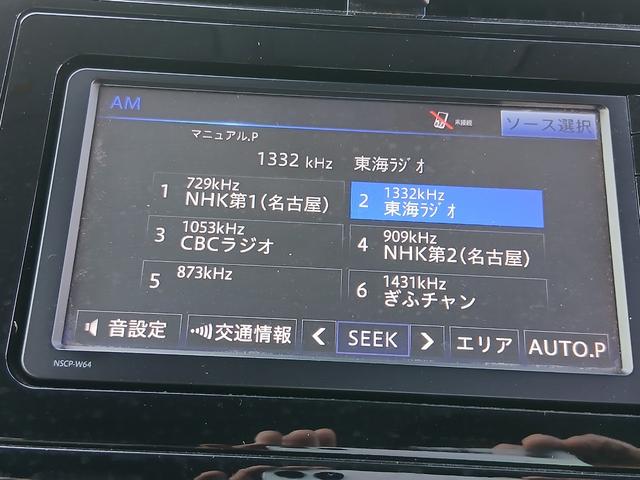 AM
未接続
ソース選択
マニュアル.P
1332 kHz 東海ラジオ
1 729kHz
NHK第1(名古屋)
2 1332kHz
東海ラジオ
3 1053kHz
CBCラジオ
4 909kHz
NHK第2(名古屋)
5 873kHz
6 1431kHz
ぎふチャン
音設定 交通情報 < SEEK > エリア AUTO.P
NSCP-W64